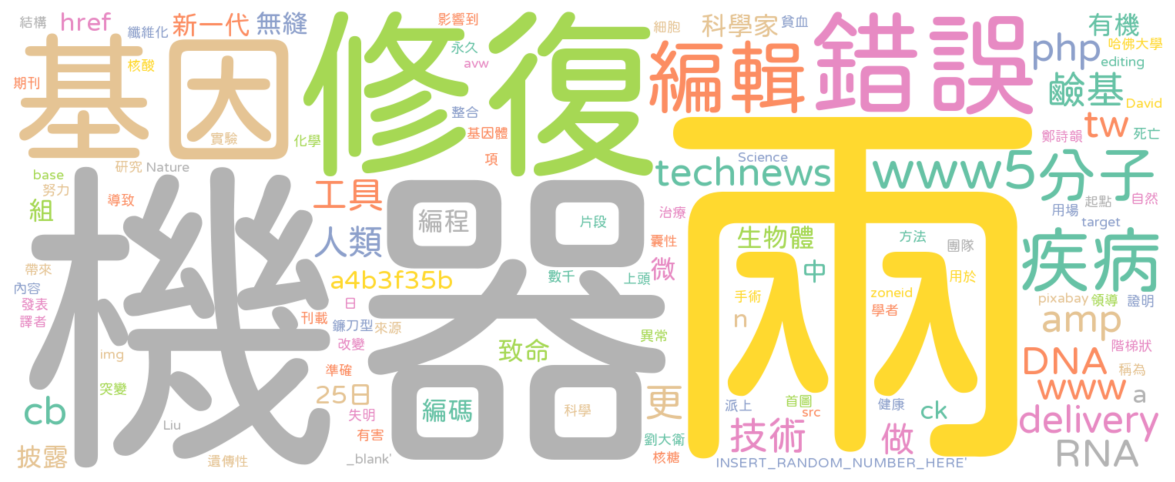 結構
href
新一代
無縫
影響到
細胞
科學家
貧血
有機
纖維化
永久
哈佛大學
php
核酸
avw
editing
期刊
基因
修復
編輯
錯誤
鹼基
David
整合
tw
實驗
化學
基因體
鄭詩韻
死亡
項
兩
研究
Nature
Science
base
technews
www
5
分子
努力
工具
自然
導致
起點
組
編程
片段
治療
用場
target
機器
人類
囊性
生物體
方法
團隊
疾病
帶來
微
中
內容
a4b3f35b
數千
上頭
用於
發表
日
手術
zoneid
pixabay
領導
證明
譯者
刊載
鐮刀型
來源
n
學者
amp
改變
異常
階梯狀
img
致命
準確
DNA
稱為
突變
25日
更
派上
首圖
健康
www
a
cb
失明
編碼
科學
src
ck
delivery
Liu
有害
劉大衛
技術
做
披露
遺傳性
_blank'
核糖
INSERT_RANDOM_NUMBER_HERE'
RNA